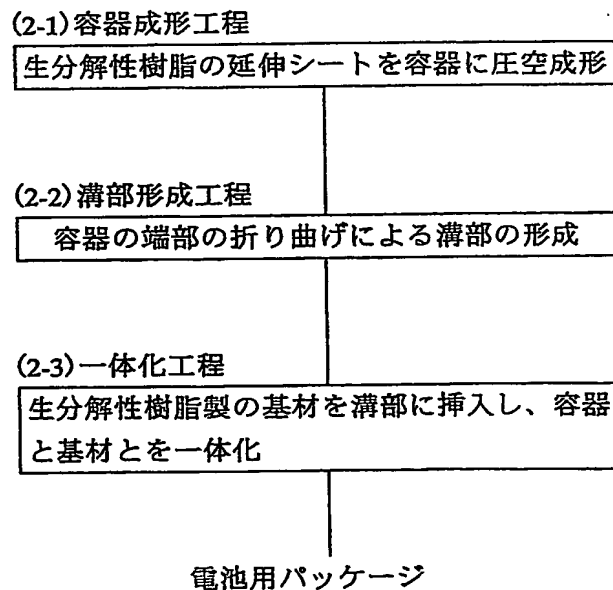 (2-1)容器成形工程
生分解性樹脂の延伸シートを容器に圧空成形
(2-2)溝部形成工程
容器の端部の折り曲げによる溝部の形成
(2-3)一体化工程
生分解性樹脂製の基材を溝部に挿入し、容器
と基材とを一体化
電池用パッケージ